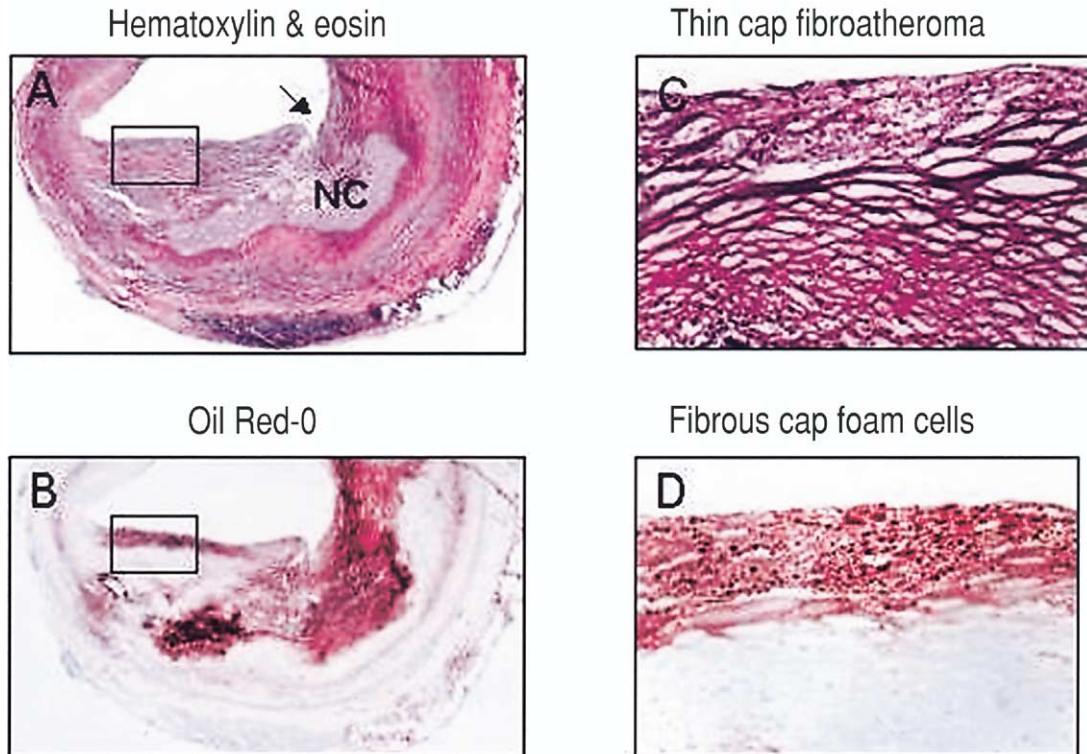 Hematoxylin & eosin
Thin cap fibroatheroma
A
NC
C
Oil Red-0
Fibrous cap foam cells
B
D